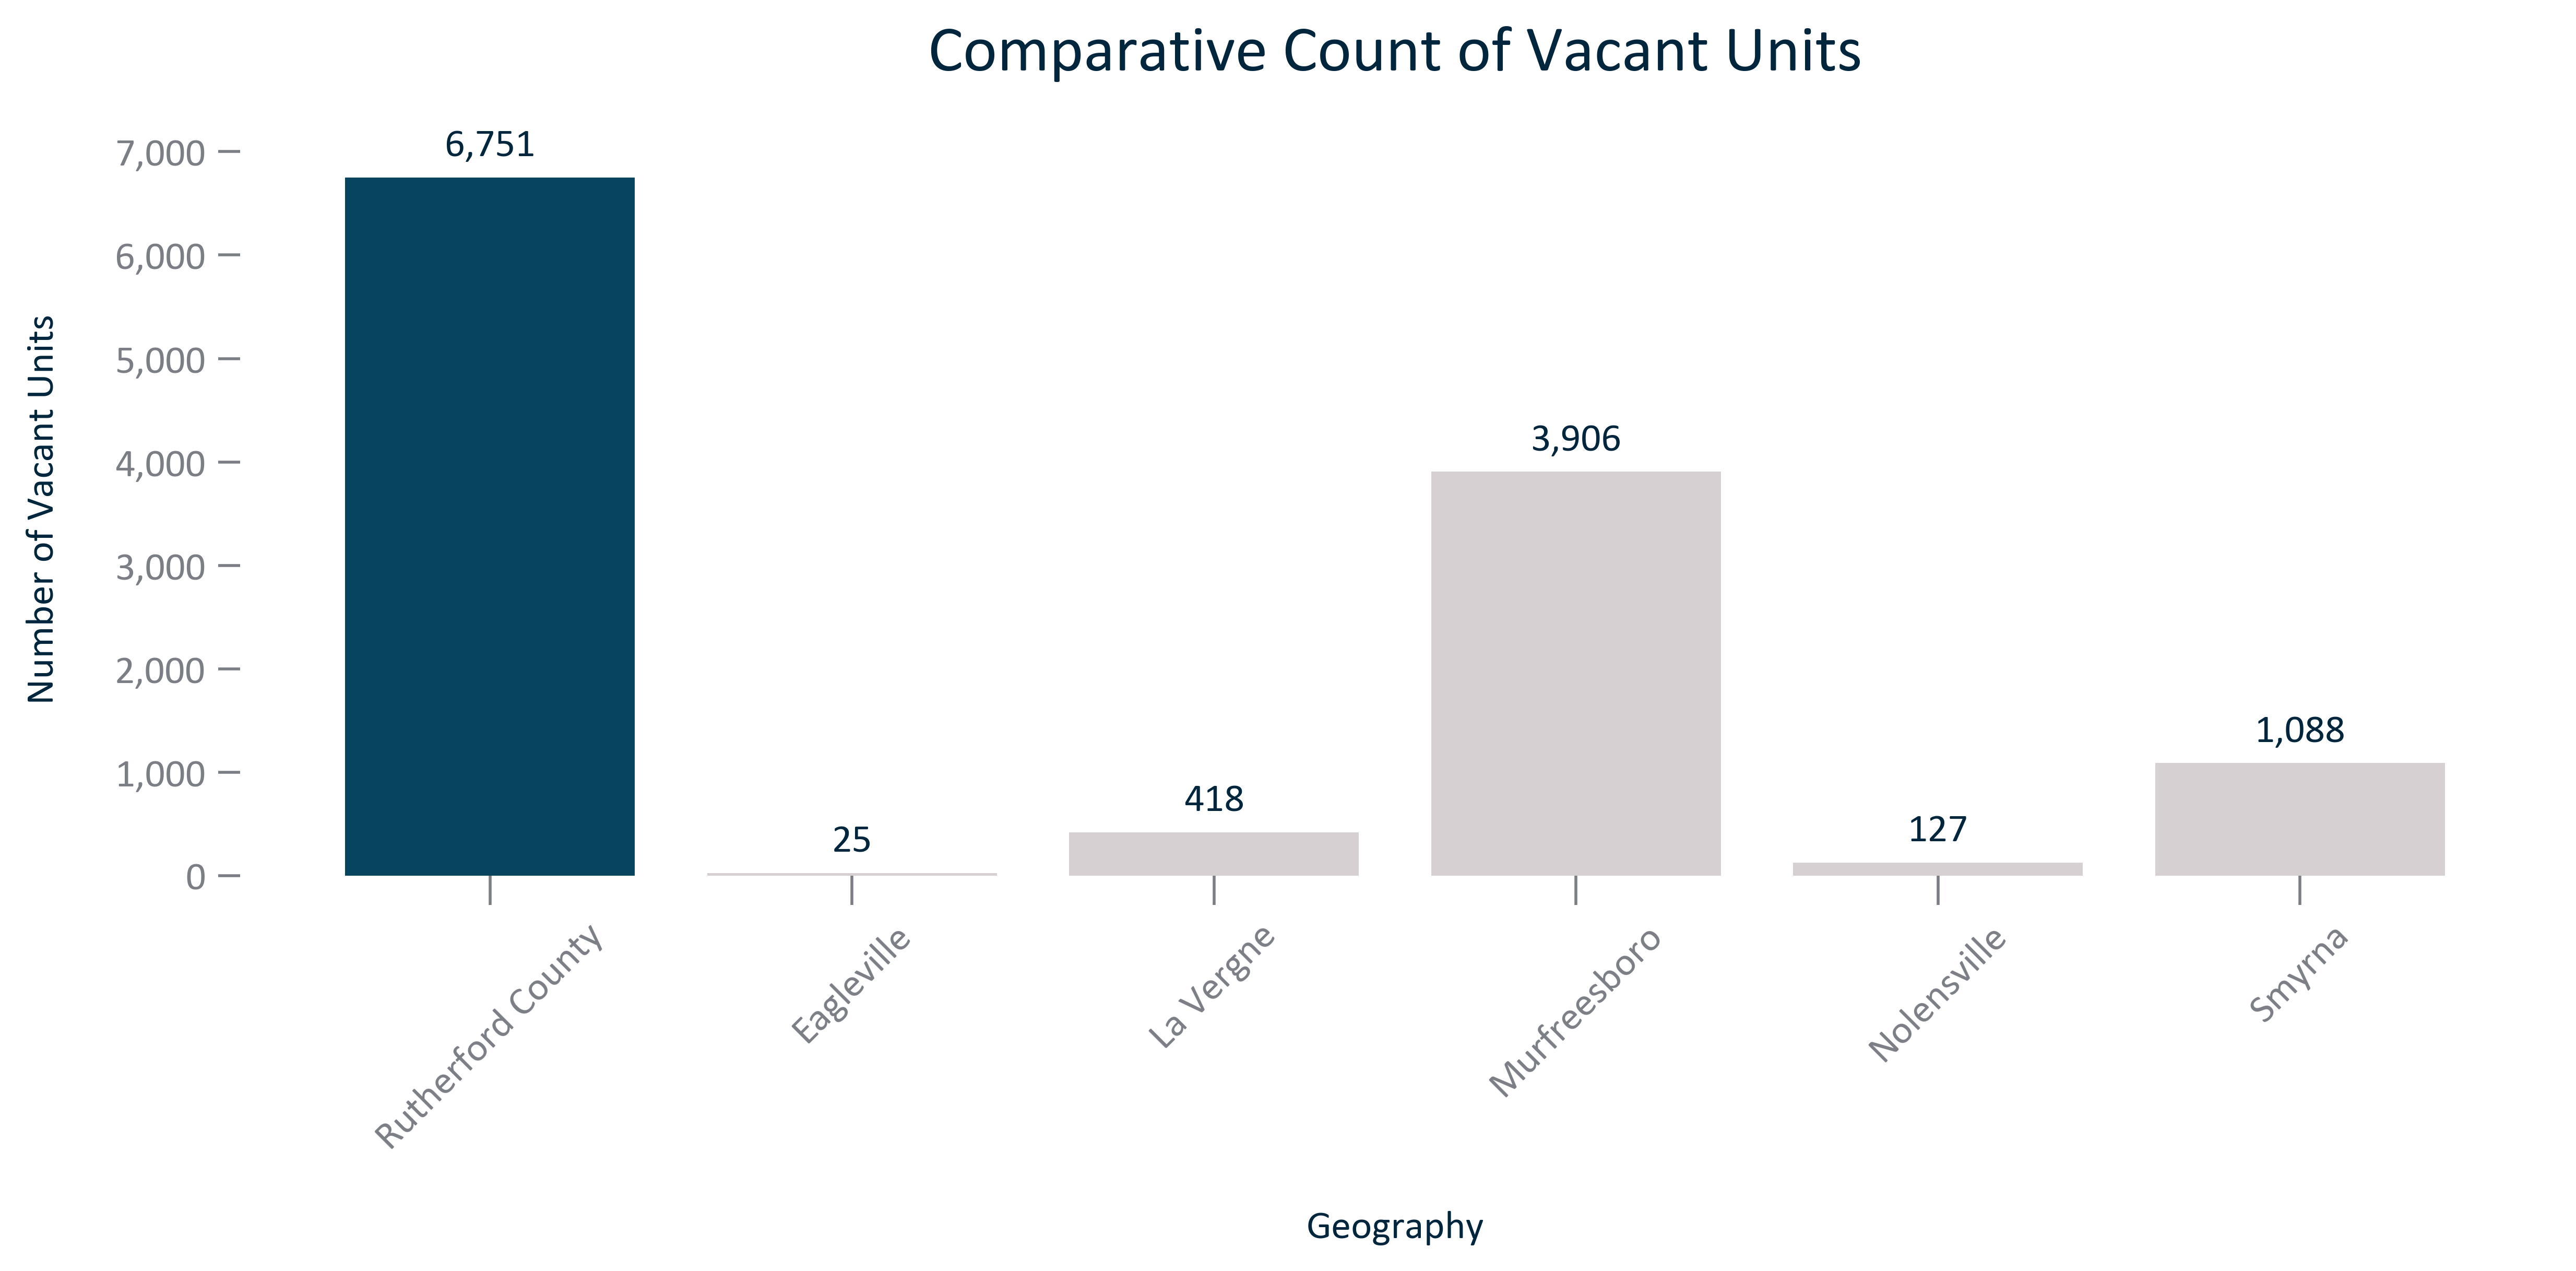 Comparative Count of Vacant Units
Number of Vacant Units
7,000
6,000
5,000
4,000
3,000
2,000
1,000
0
6,751
25
418
3,906
127
1,088
Rutherford County
Eagleville
La Vergne
Murfreesboro
Nolensville
Smyrna
Geography